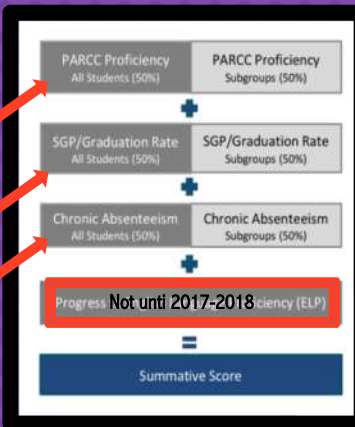 PARCC Proficiency
All Students (50%)
PARCC Proficiency
Subgroups (50%)
+
SGP/Graduation Rate
All Students (50%)
SGP/Graduation Rate
Subgroups (50%)
+
Chronic Absenteeism
All Students (50%)
Chronic Absenteeism
Subgroups (50%)
+
Progress Not unti 2017-2018 iciency (ELP)
=
Summative Score